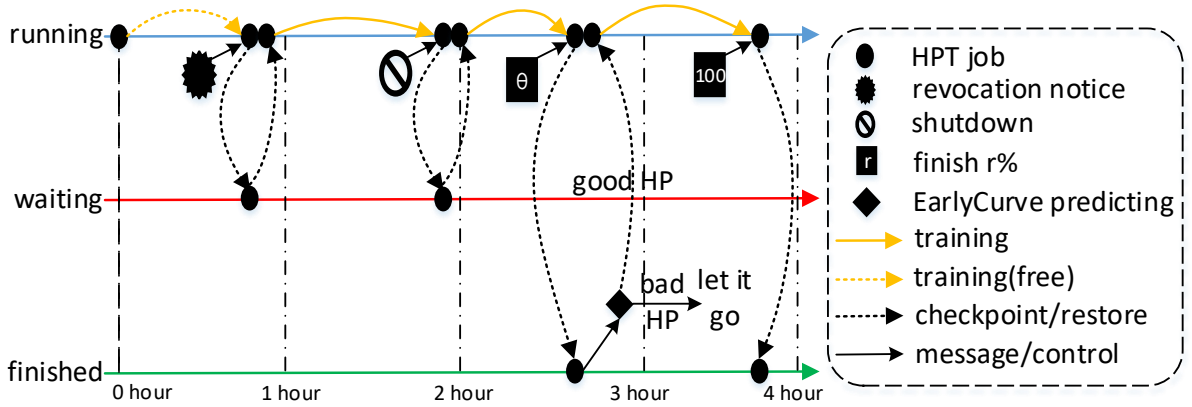 running
θ
100
waiting
good HP
bad
HP
let it
go
finished
0 hour
1 hour
2 hour
3 hour
4 hour
HPT job
revocation notice
shutdown
r
finish r%
EarlyCurve predicting
training
training(free)
checkpoint/restore
message/control